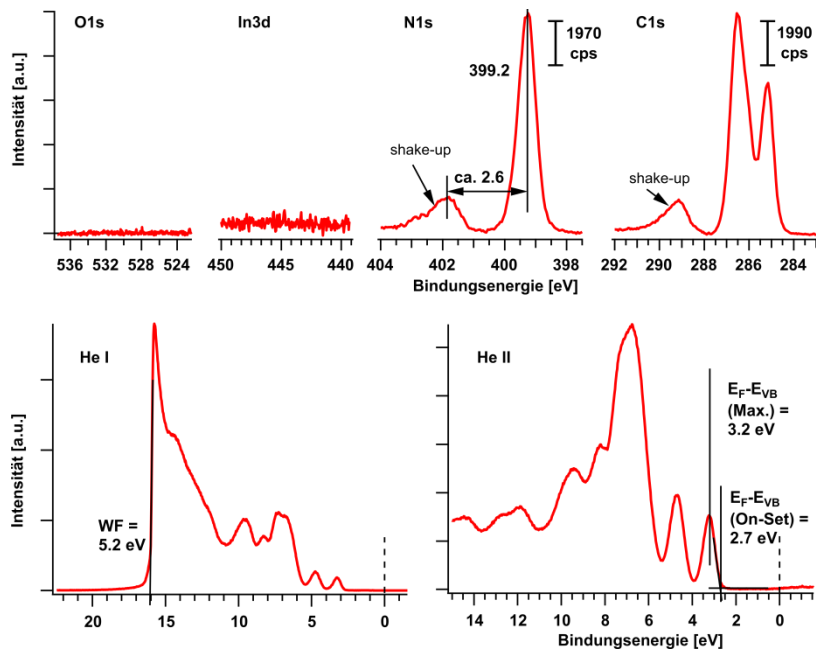 O1s
In3d
N1s
C1s
1970
cps
1990
cps
399.2
shake-up
ca. 2.6
shake-up
Intensität [a.u.]
536 532 528 524
450 445 440
404 402 400 398
292 290 288 286 284
Bindungsenergie [eV]
He I
He II
E_F-E_VB
(Max.) =
3.2 eV
Intensität [a.u.]
WF =
5.2 eV
E_F-E_VB
(On-Set) =
2.7 eV
20 15 10 5 0
14 12 10 8 6 4 2 0
Bindungsenergie [eV]